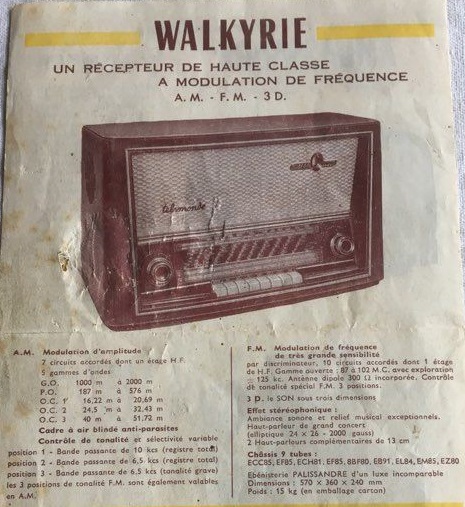 WALKYRIE
UN RÉCEPTEUR DE HAUTE CLASSE
A MODULATION DE FRÉQUENCE
A.M. - F.M. - 3 D.
télémonde
A.M. Modulation d'amplitude
2 circuits accordés dont un étage H.F.
5 gammes d'ondes
G.O. 1000 m à 2000 m
P.O. 187 m à 576 m
O.C. 1 16,22 m à 20,69 m
O.C. 2 24,5 m à 32,43 m
O.C. 3 40 m à 51,72 m
Cadre à air blindé anti-parasites
Contrôle de tonalité et sélectivité variable
position 1 - Bande passante de 10 kcs (registre total)
position 2 - Bande passante de 6,5 kcs (registre total)
position 3 - Bande passante de 6,5 kcs (tonalité grave)
les 3 positions de tonalité F.M. sont également valables
en A.M.
F.M. Modulation de fréquence
de très grande sensibilité
par discriminateur, 10 circuits accordés dont 1 étage
de H.F. Gamme ouverte : 87 à 102 M.C. avec exploration
125 kc. Antenne dipole 300 Ω incorporée. Contrôle
de tonalité spécial F.M. 3 positions.
3 D. le SON sous trois dimensions
Effet stéréophonique :
Ambiance sonore et relief musical exceptionnels.
Haut-parleur de grand concert
(elliptique 24 x 26 - 2000 gauss)
2 Haut-parleurs complémentaires de 13 cm
Châssis 9 tubes :
ECC85, EF85, ECH81, EF85, 8BF80, EB91, EL84, EM85, EZ80
Ebénisterie PALISSANDRE d'un luxe incomparable
Dimensions : 570 x 360 x 240 mm
Poids : 15 kg (en emballage carton)